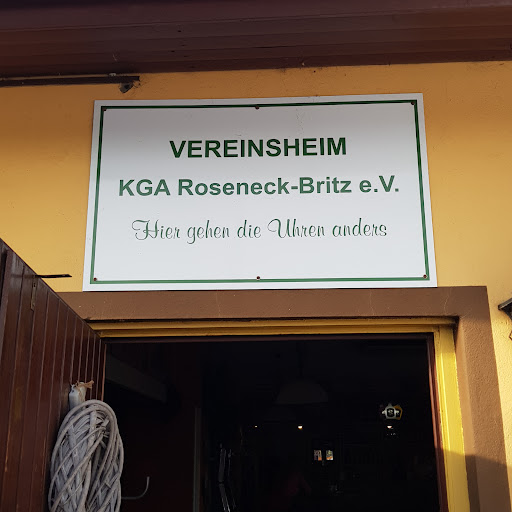 VEREINSHEIM
KGA Roseneck-Britz e.V.
Hier gehen die Uhren anders